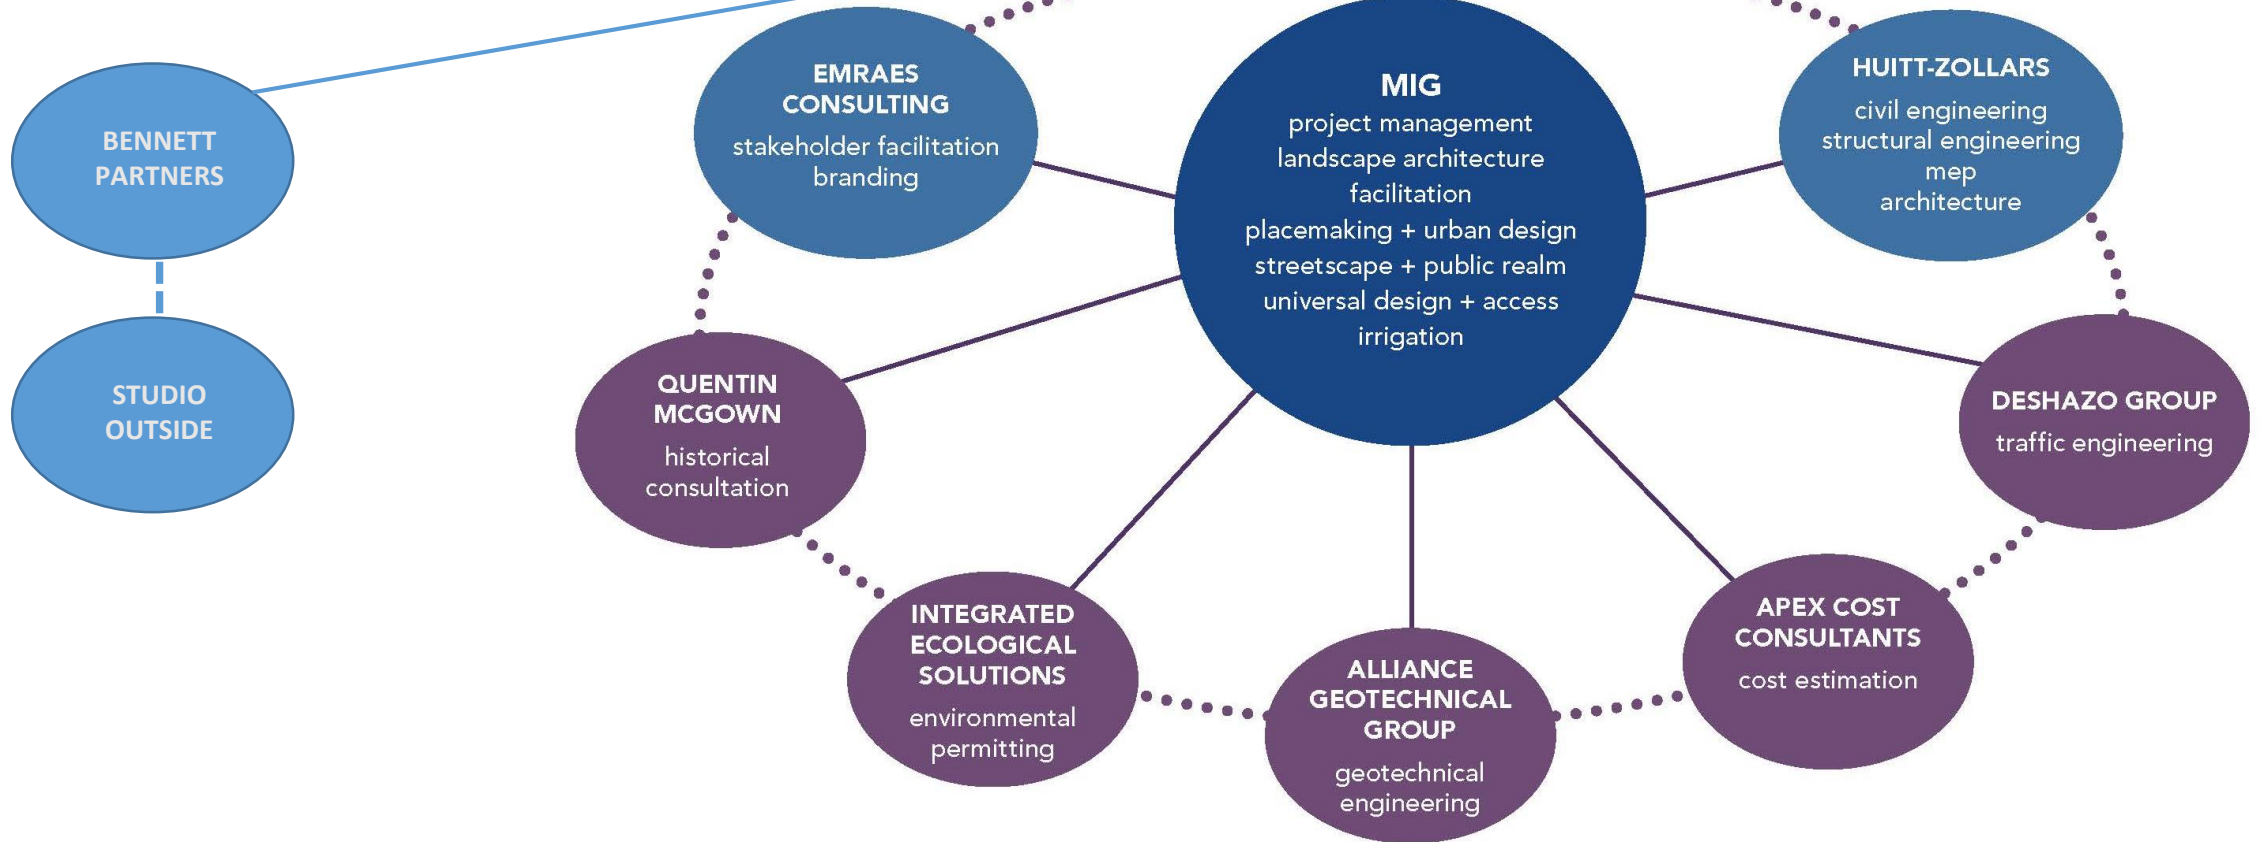 BENNETT
PARTNERS
STUDIO
OUTSIDE
EMRAES
CONSULTING
stakeholder facilitation
branding
MIG
project management
landscape architecture
facilitation
placemaking + urban design
streetscape + public realm
universal design + access
irrigation
HUITT-ZOLLARS
civil engineering
structural engineering
mep
architecture
QUENTIN
MCGOWN
historical
consultation
DESHAZO GROUP
traffic engineering
INTEGRATED
ECOLOGICAL
SOLUTIONS
environmental
permitting
ALLIANCE
GEOTECHNICAL
GROUP
geotechnical
engineering
APEX COST
CONSULTANTS
cost estimation